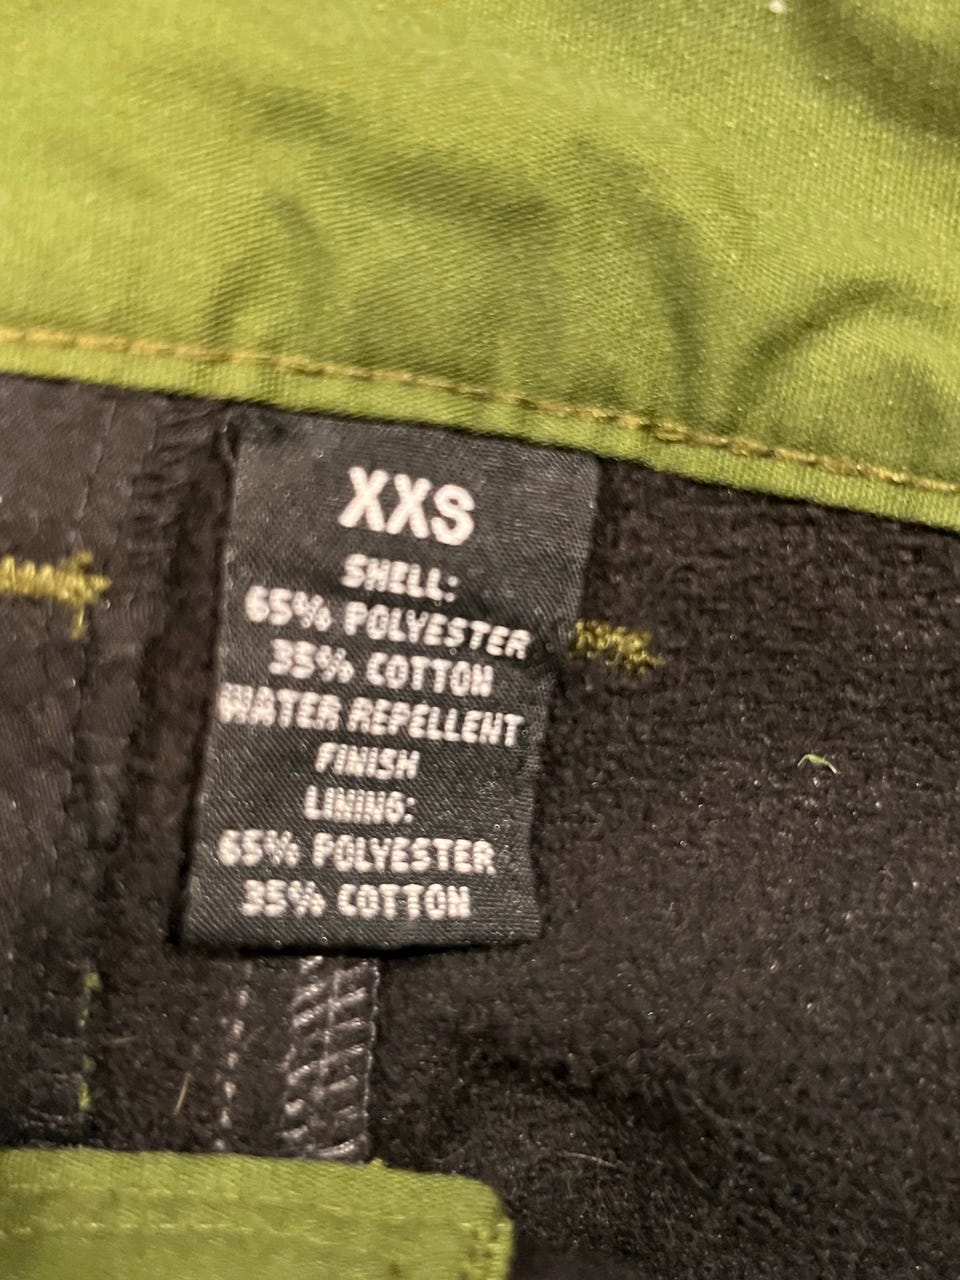 XXS
SHELL:
65% POLYESTER
35% COTTON
WATER REPELLENT
FINISH
LINING:
65% POLYESTER
35% COTTON